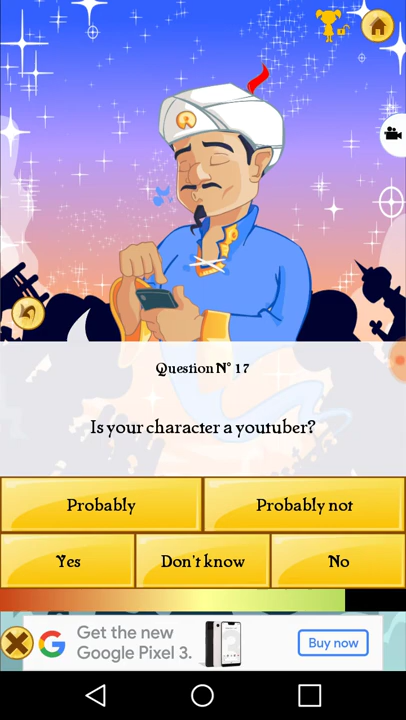 Question N° 17
Is your character a youtuber?
Probably
Probably not
Yes
Don't know
No
Get the new
Google Pixel 3.
Buy now